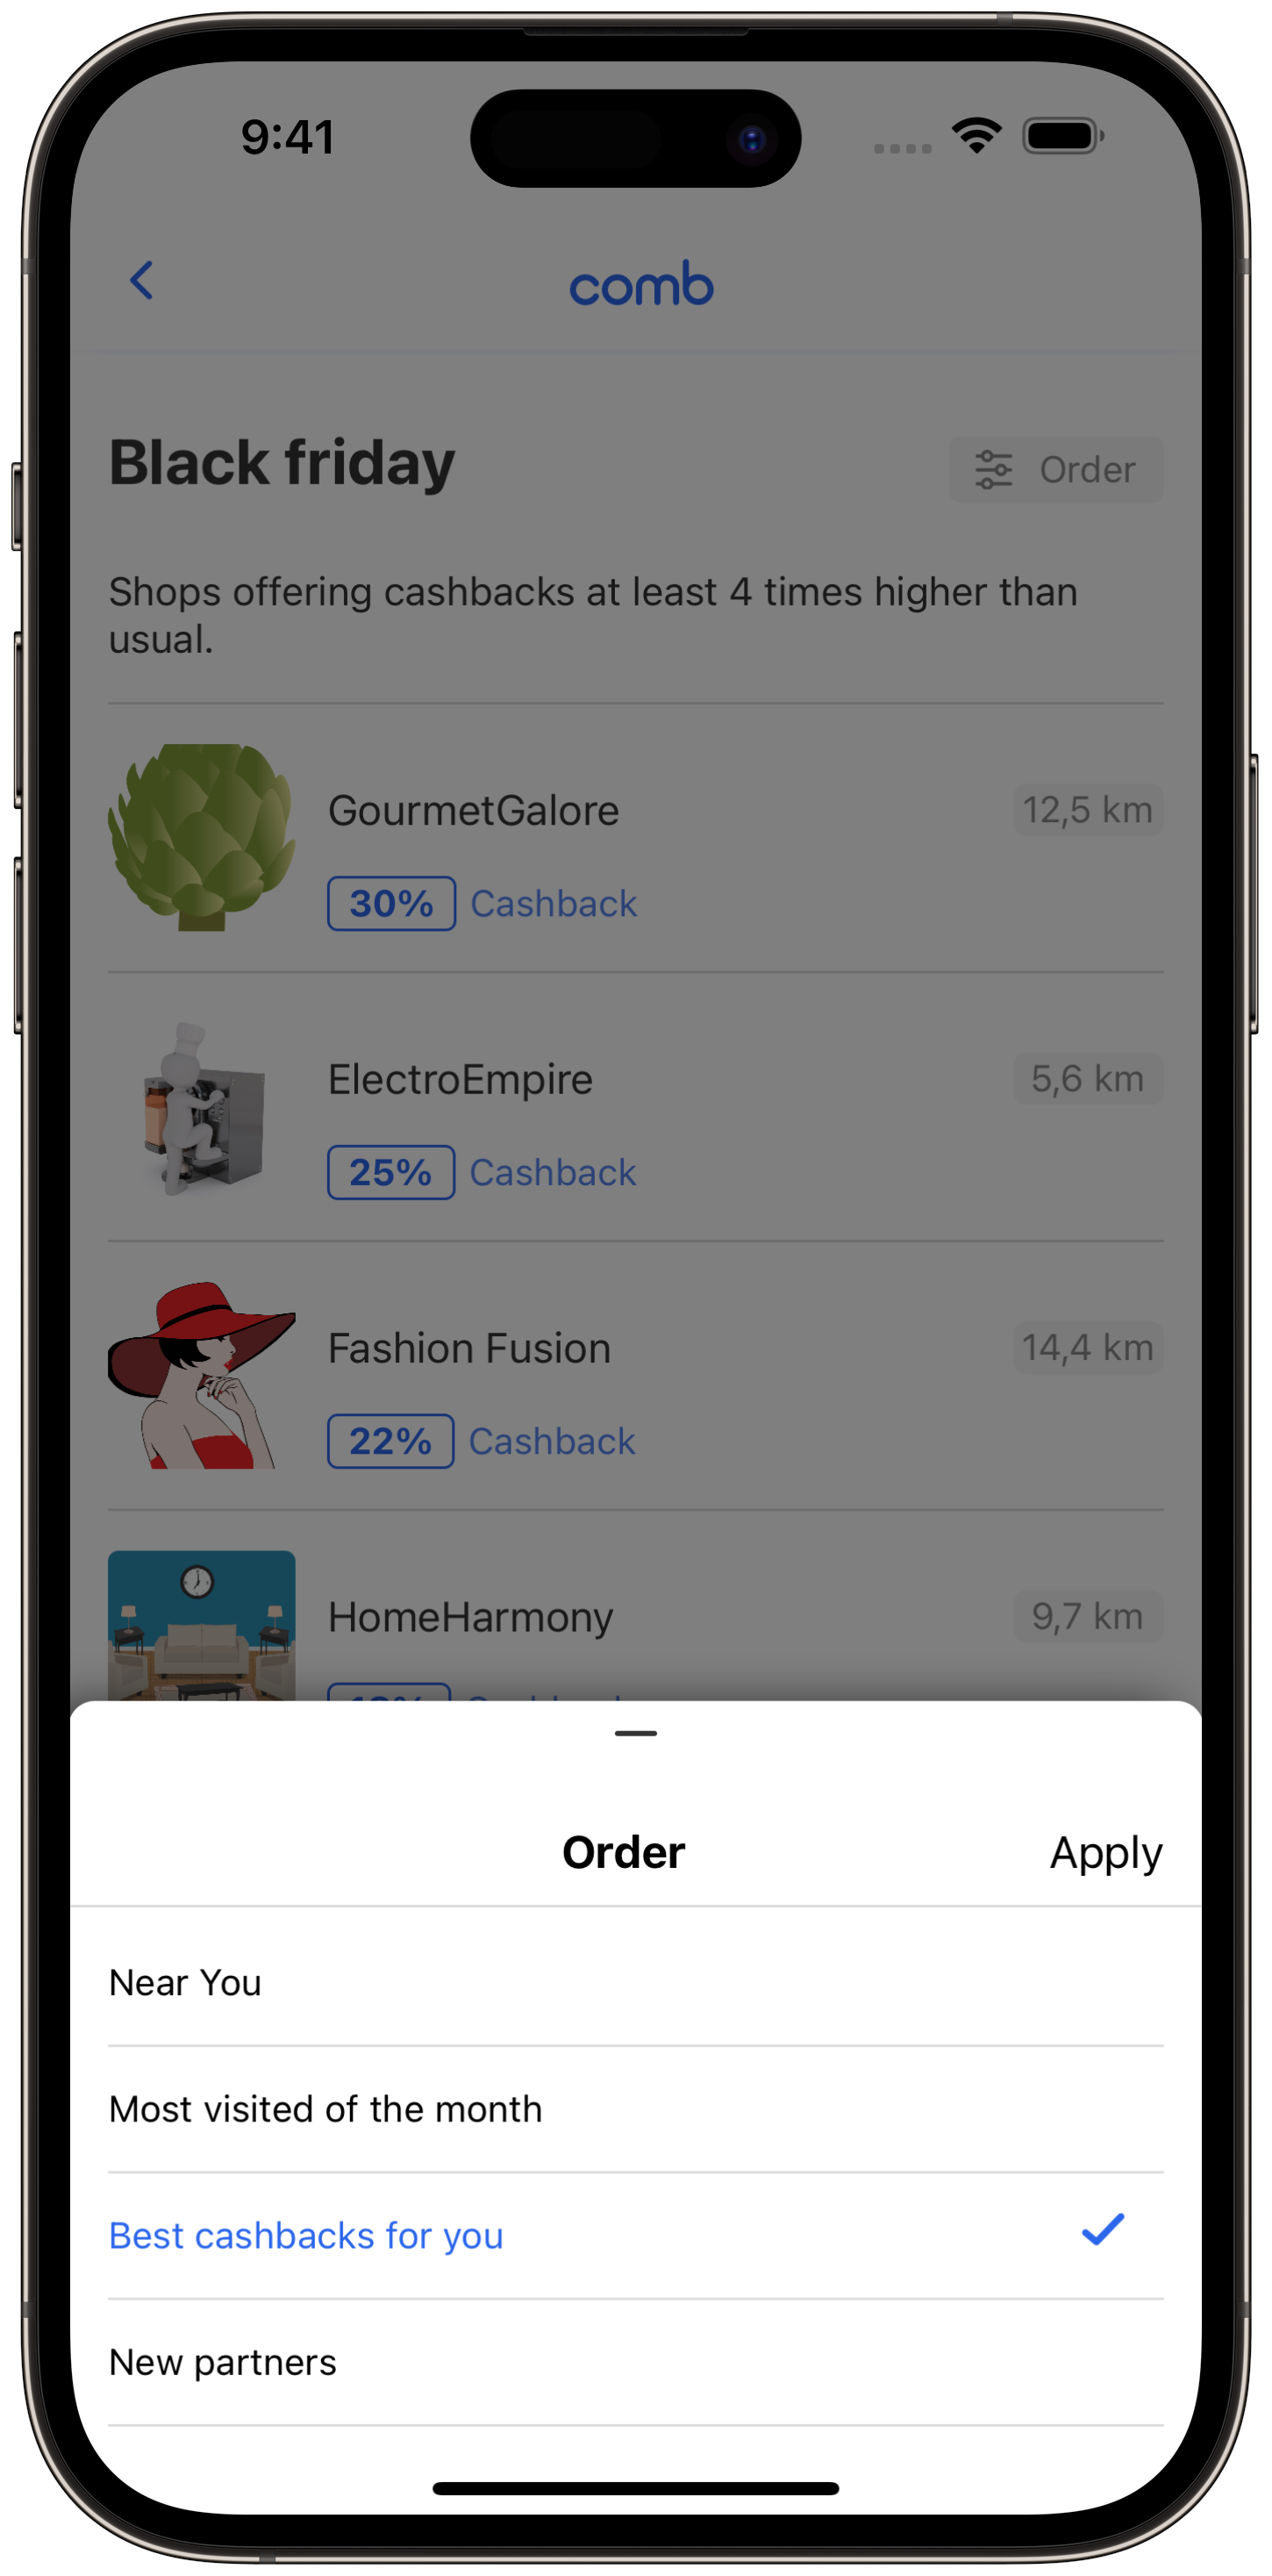 9:41
comb
Black friday
Order
Shops offering cashbacks at least 4 times higher than
usual.
GourmetGalore
12,5 km
30% Cashback
ElectroEmpire
5,6 km
25% Cashback
Fashion Fusion
14,4 km
22% Cashback
HomeHarmony
9,7 km
Order
Apply
Near You
Most visited of the month
Best cashbacks for you
New partners